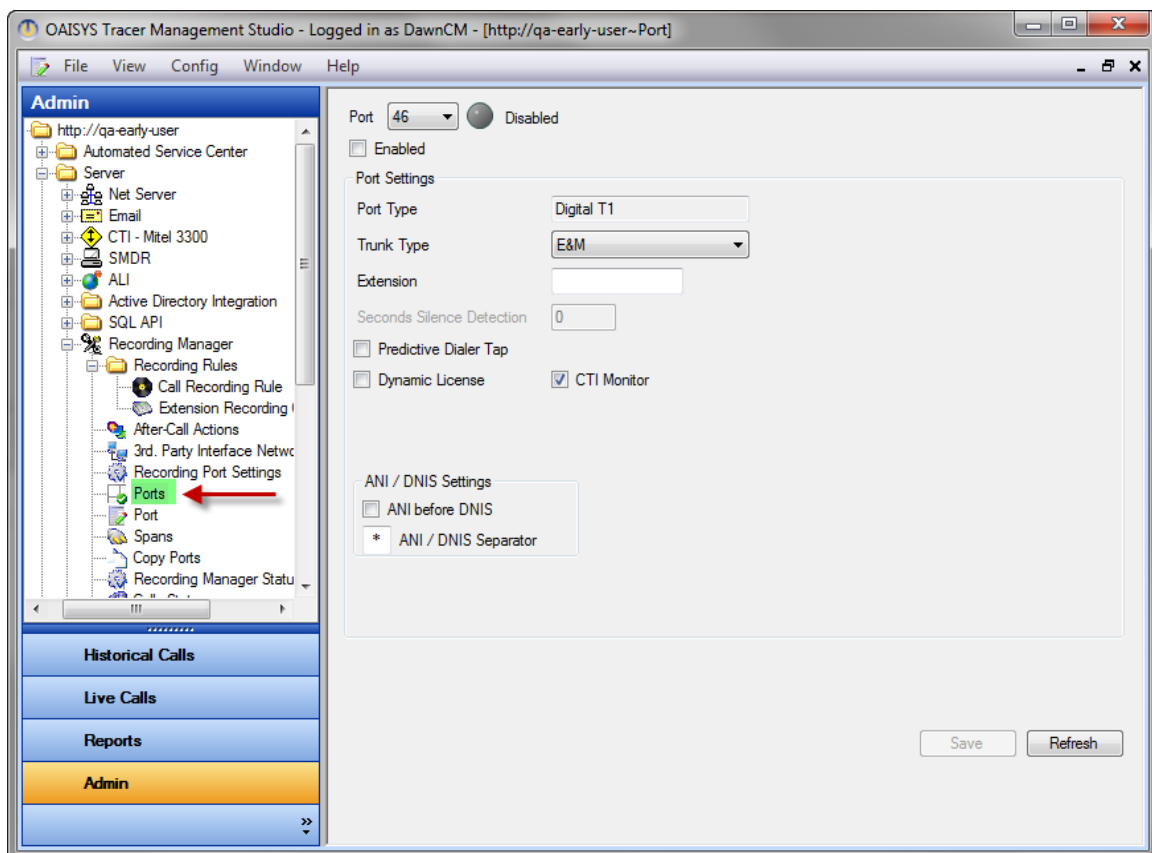 OAISYS Tracer Management Studio - Logged in as DawnCM - [http://qa-early-user~Port]
File View Config Window Help
Admin
http://qa-early-user
Automated Service Center
Server
Net Server
Email
CTI - Mitel 3300
SMDR
ALI
Active Directory Integration
SQL API
Recording Manager
Recording Rules
Call Recording Rule
Extension Recording
After-Call Actions
3rd. Party Interface Netwo
Recording Port Settings
Ports
Port
Spans
Copy Ports
Recording Manager Statu
Historical Calls
Live Calls
Reports
Admin
Port 46 Disabled
Enabled
Port Settings
Port Type Digital T1
Trunk Type E&M
Extension
Seconds Silence Detection 0
Predictive Dialer Tap
Dynamic License CTI Monitor
ANI / DNIS Settings
ANI before DNIS
* ANI / DNIS Separator
Save Refresh